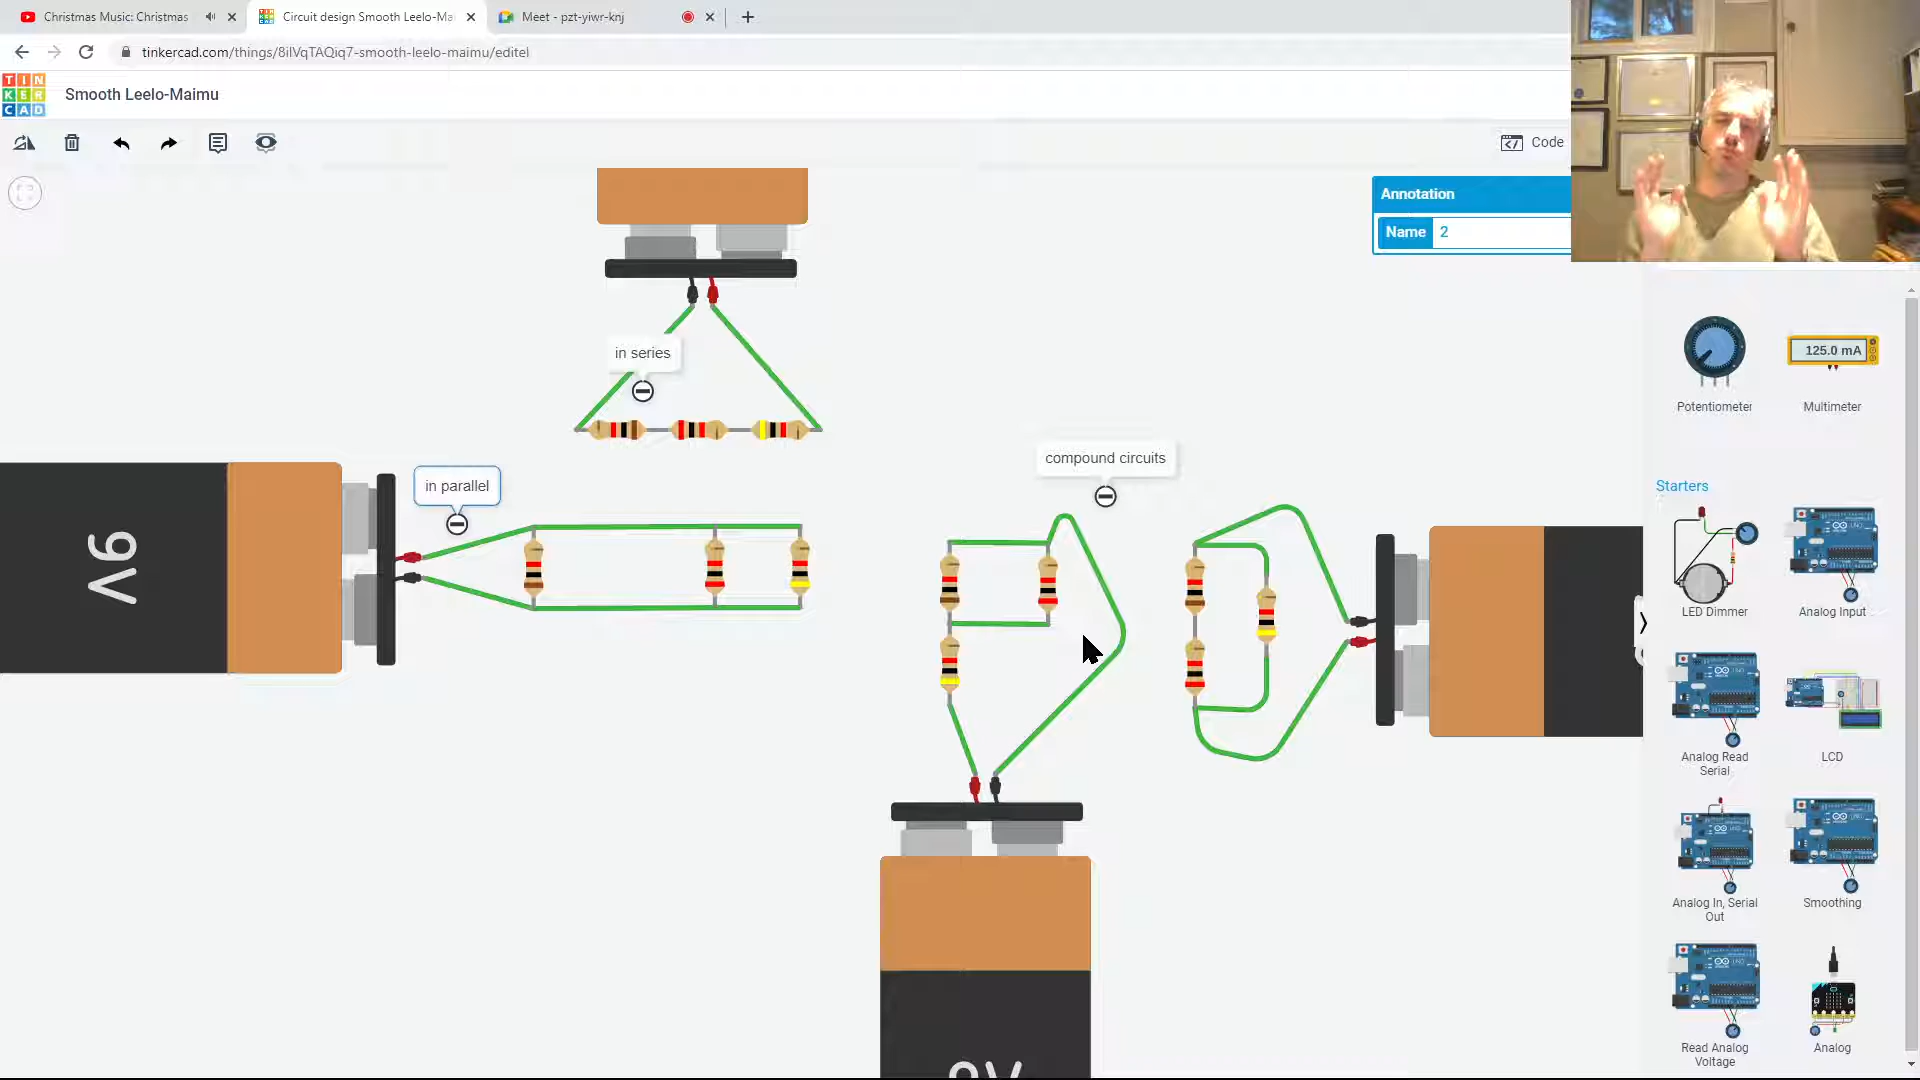 Christmas Music: Christmas
Circuit design Smooth Leelo-Ma
Meet - pzt-yiwr-knj
tinkercad.com/things/8ilVqTAQiq7-smooth-leelo-maimu/editel
TIN
KER
CAD
Smooth Leelo-Maimu
Code
Annotation
Name 2
in series
in parallel
compound circuits
9V
9V
125.0 mA
Potentiometer
Multimeter
Starters
LED Dimmer
Analog Input
Analog Read
Serial
LCD
Analog In, Serial
Out
Smoothing
Read Analog
Voltage
Analog